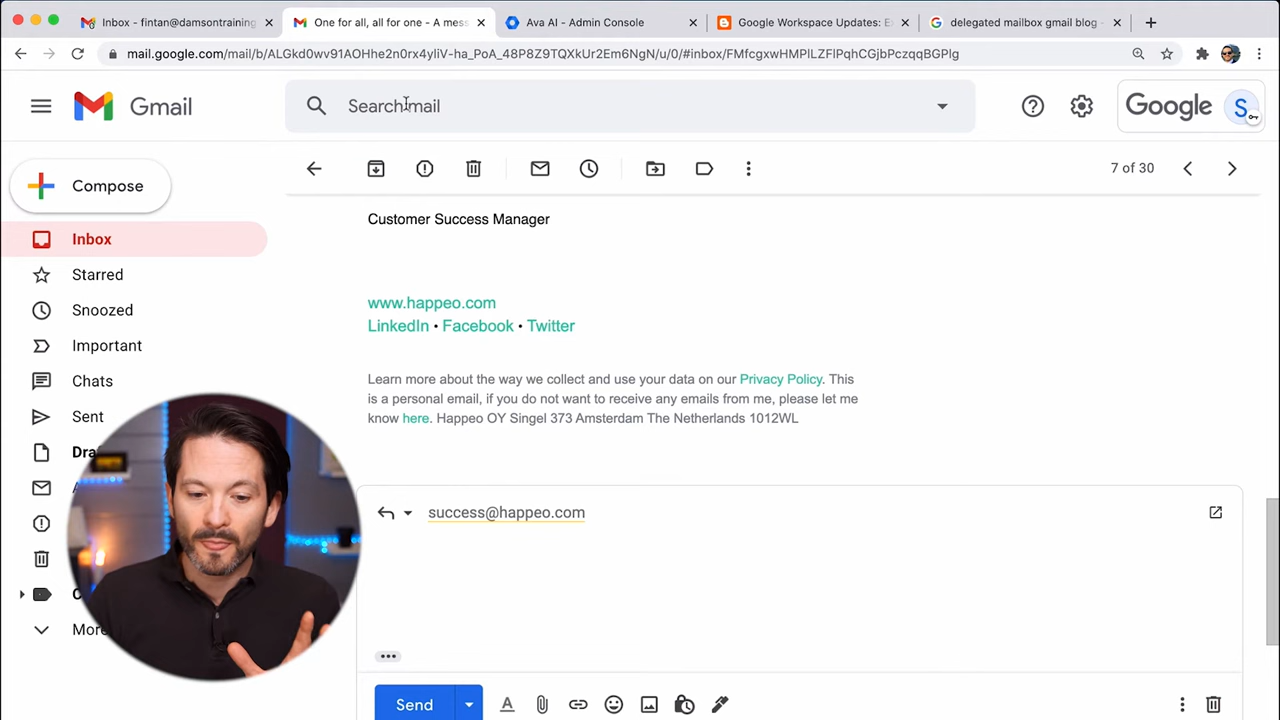 Inbox - fintan@damsontraining
One for all, all for one - A mess
Ava AI - Admin Console
Google Workspace Updates: E
delegated mailbox gmail blog -
mail.google.com/mail/b/ALGkd0wv91AOHhe2n0rx4yliV-ha_PoA_48P8Z9TQXkUr2Em6NgN/u/0/#inbox/FMfcgxwHMPlLZFlPqhCGjbPczqqBGPlg
Gmail
Search mail
Google
S
Compose
7 of 30
Inbox
Starred
Snoozed
Important
Chats
Sent
Dra
More
Customer Success Manager
www.happeo.com
LinkedIn • Facebook • Twitter
Learn more about the way we collect and use your data on our Privacy Policy. This
is a personal email, if you do not want to receive any emails from me, please let me
know here. Happeo OY Singel 373 Amsterdam The Netherlands 1012WL
success@happeo.com
Send